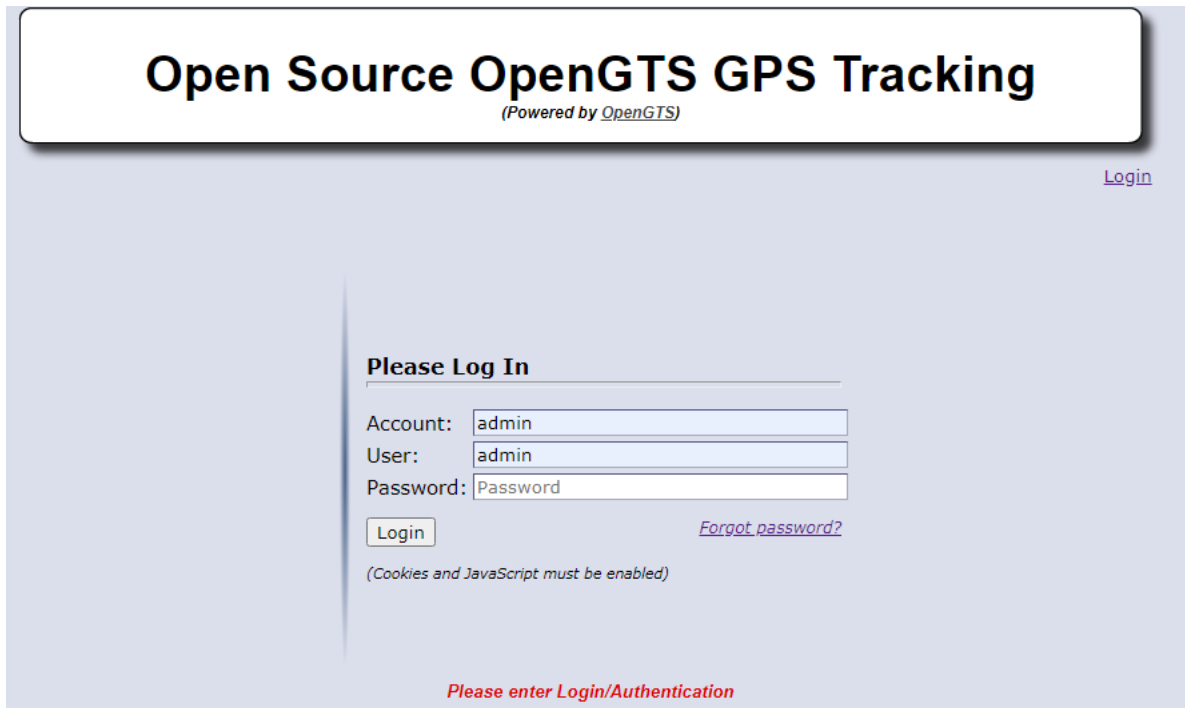 Open Source OpenGTS GPS Tracking
(Powered by OpenGTS)
Login
Please Log In
Account: admin
User: admin
Password: Password
Login Forgot password?
(Cookies and JavaScript must be enabled)
Please enter Login/Authentication